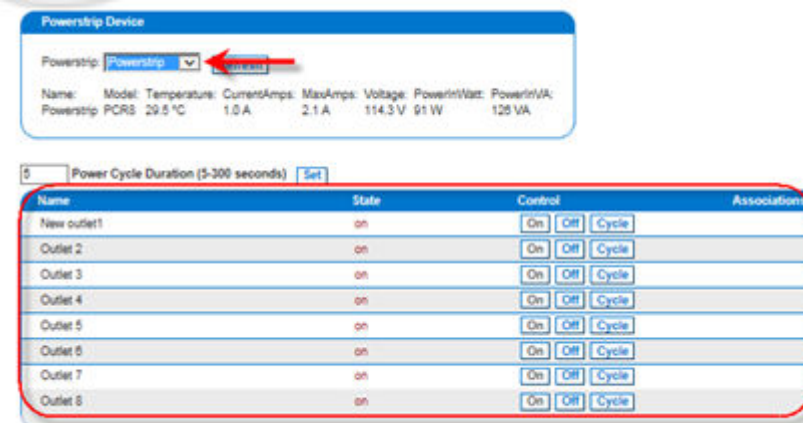 Powerstrip Device
Powerstrip: Powerstrip
Name: Model: Temperature: CurrentAmps: MaxAmps: Voltage: PowerInWatt: PowerInVA:
Powerstrip PCR8 29.5 °C 1.0 A 2.1 A 114.3 V 91 W 126 VA
5 Power Cycle Duration (5-300 seconds) Set
Name State Control Associations
New outlet1 on On Off Cycle
Outlet 2 on On Off Cycle
Outlet 3 on On Off Cycle
Outlet 4 on On Off Cycle
Outlet 5 on On Off Cycle
Outlet 6 on On Off Cycle
Outlet 7 on On Off Cycle
Outlet 8 on On Off Cycle